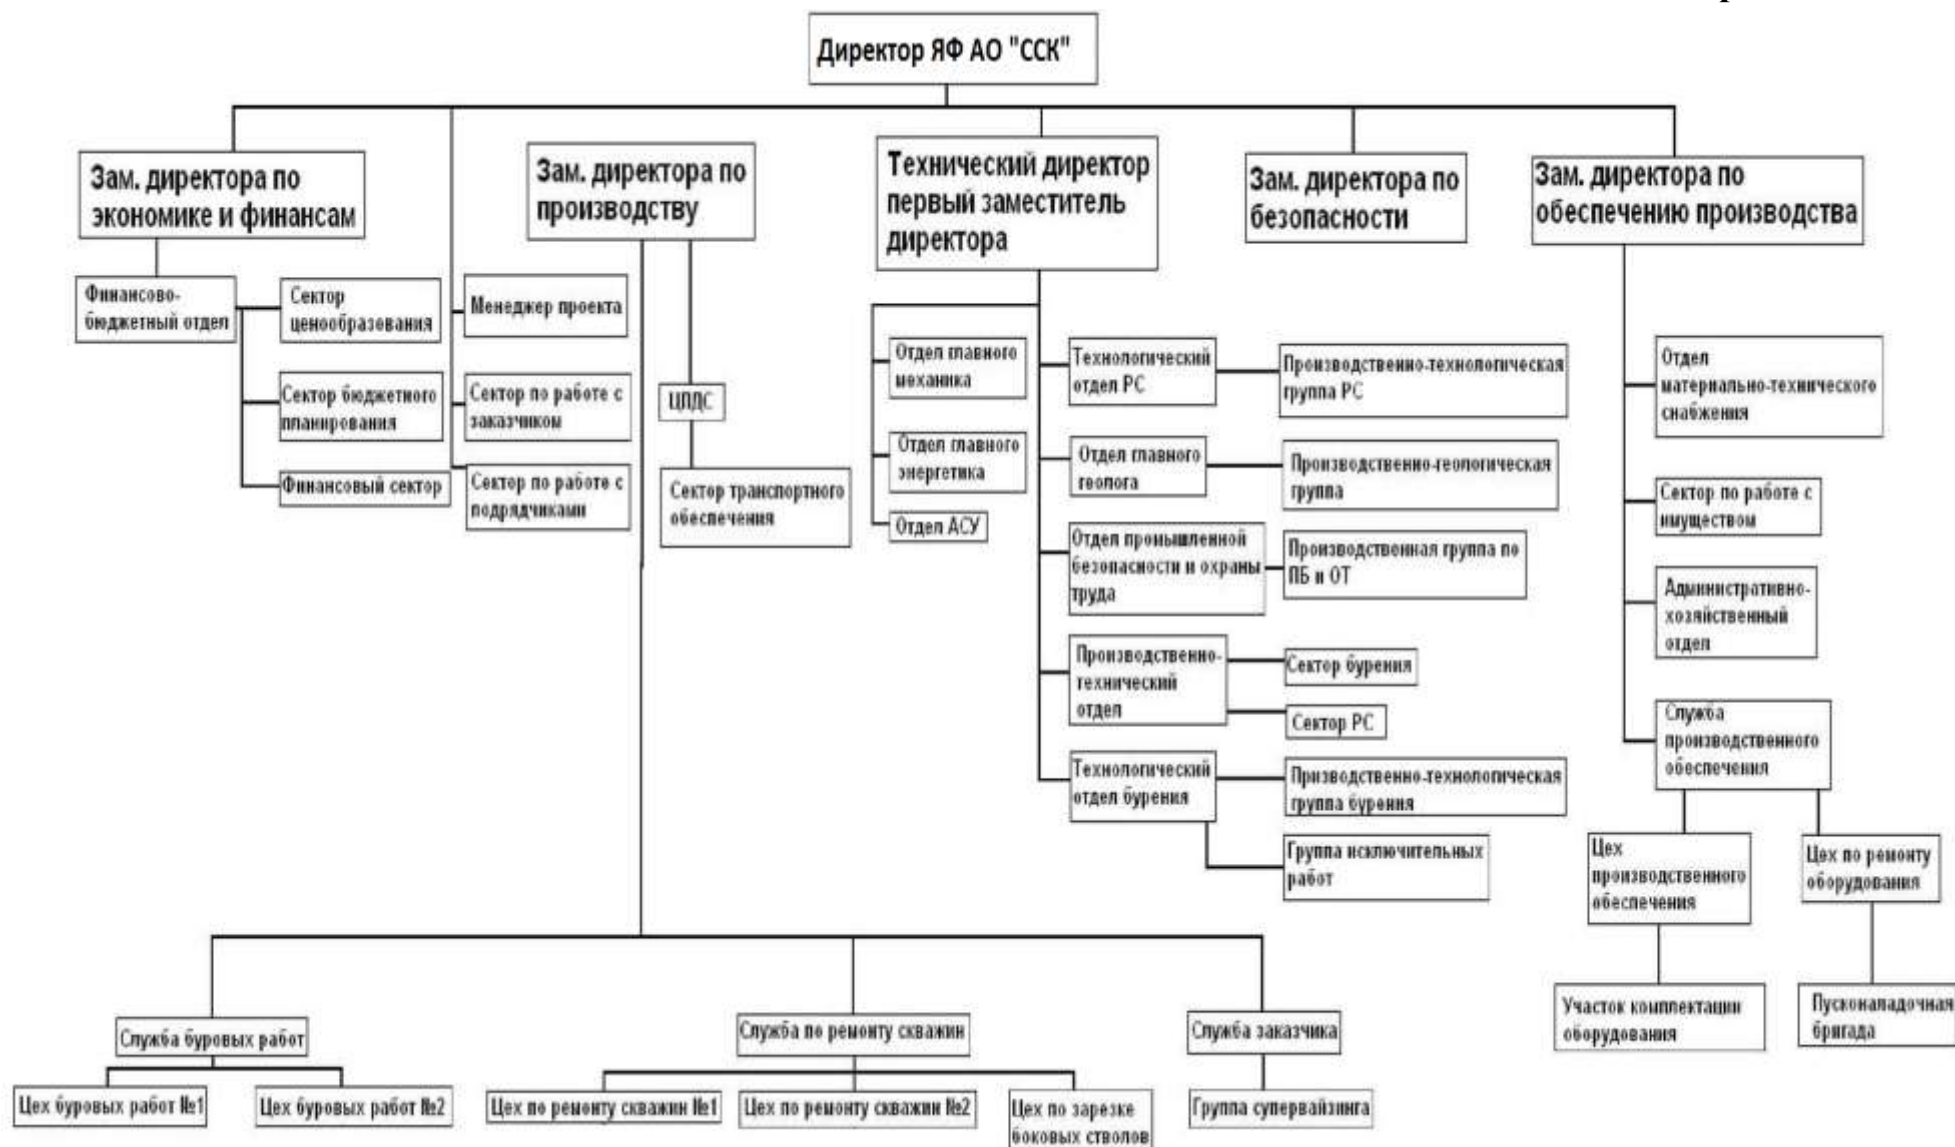 Директор ЯФ АО "ССК"
Зам. директора по
экономике и финансам
Зам. директора по
производству
Технический директор
первый заместитель
директора
Зам. директора по
безопасности
Зам. директора по
обеспечению производства
Финансово-
бюджетный отдел
Сектор
ценообразования
Сектор бюджетного
планирования
Финансовый сектор
Менеджер проекта
Сектор по работе с
заказчиком
Сектор по работе с
подрядчиками
ЦПДС
Сектор транспортного
обеспечения
Отдел главного
механика
Отдел главного
энергетика
Отдел АСУ
Технологический
отдел РС
Производственно-технологическая
группа РС
Отдел главного
геолога
Производственно-геологическая
группа
Отдел промышленной
безопасности и охраны
труда
Производственная группа по
ПБ и ОТ
Производственно-
технический
отдел
Сектор бурения
Сектор РС
Технологический
отдел бурения
Призводственно-технологическая
группа бурения
Группа исключительных
работ
Отдел
материально-технического
снабжения
Сектор по работе с
имуществом
Административно-
хозяйственный
отдел
Служба
производственного
обеспечения
Цех
производственного
обеспечения
Цех по ремонту
оборудования
Участок комплектации
оборудования
Пусконаладочная
бригада
Служба буровых работ
Цех буровых работ №1
Цех буровых работ №2
Служба по ремонту скважин
Цех по ремонту скважин №1
Цех по ремонту скважин №2
Цех по зарезке
боковых стволов
Служба заказчика
Группа супервайзинга